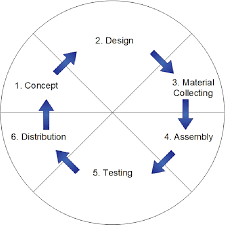 1. Concept
2. Design
3. Material
Collecting
4. Assembly
5. Testing
6. Distribution